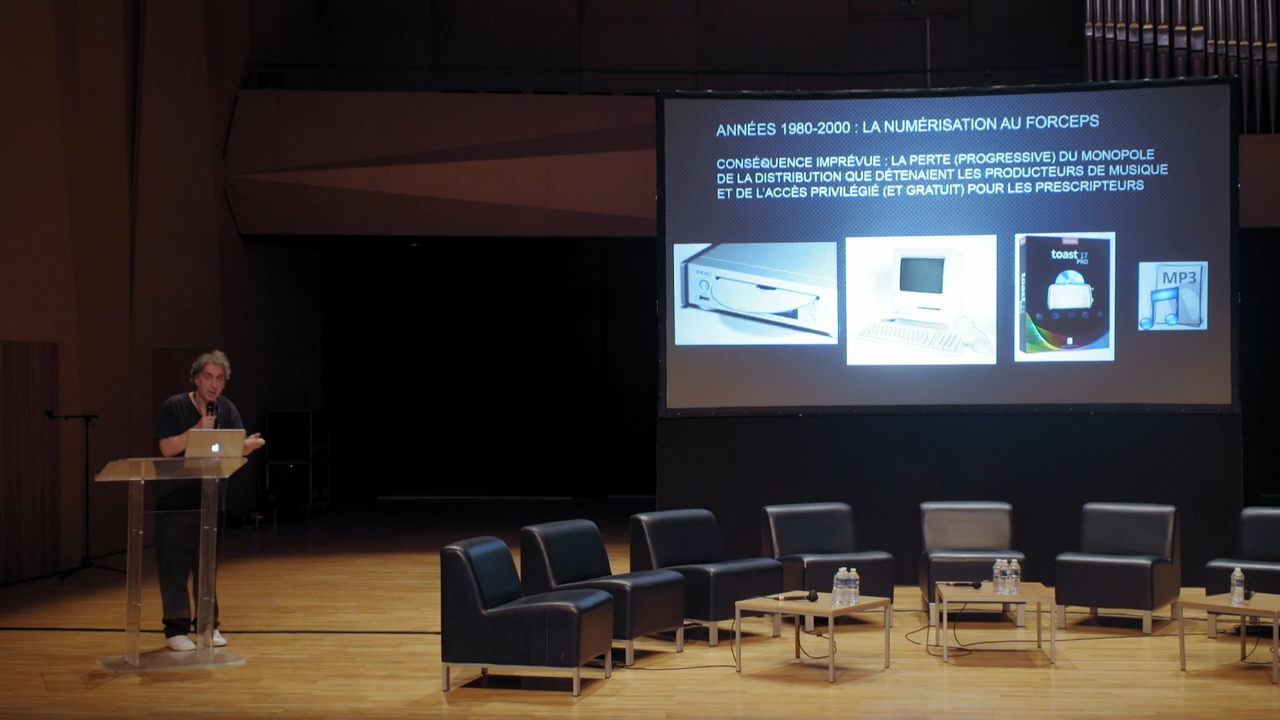 ANNÉES 1980-2000 : LA NUMÉRISATION AU FORCEPS
CONSÉQUENCE IMPRÉVUE : LA PERTE (PROGRESSIVE) DU MONOPOLE
DE LA DISTRIBUTION QUE DÉTENAIENT LES PRODUCTEURS DE MUSIQUE
ET DE L'ACCÈS PRIVILÉGIÉ (ET GRATUIT) POUR LES PRESCRIPTEURS
TEAC
toast 17
PRO
MP3